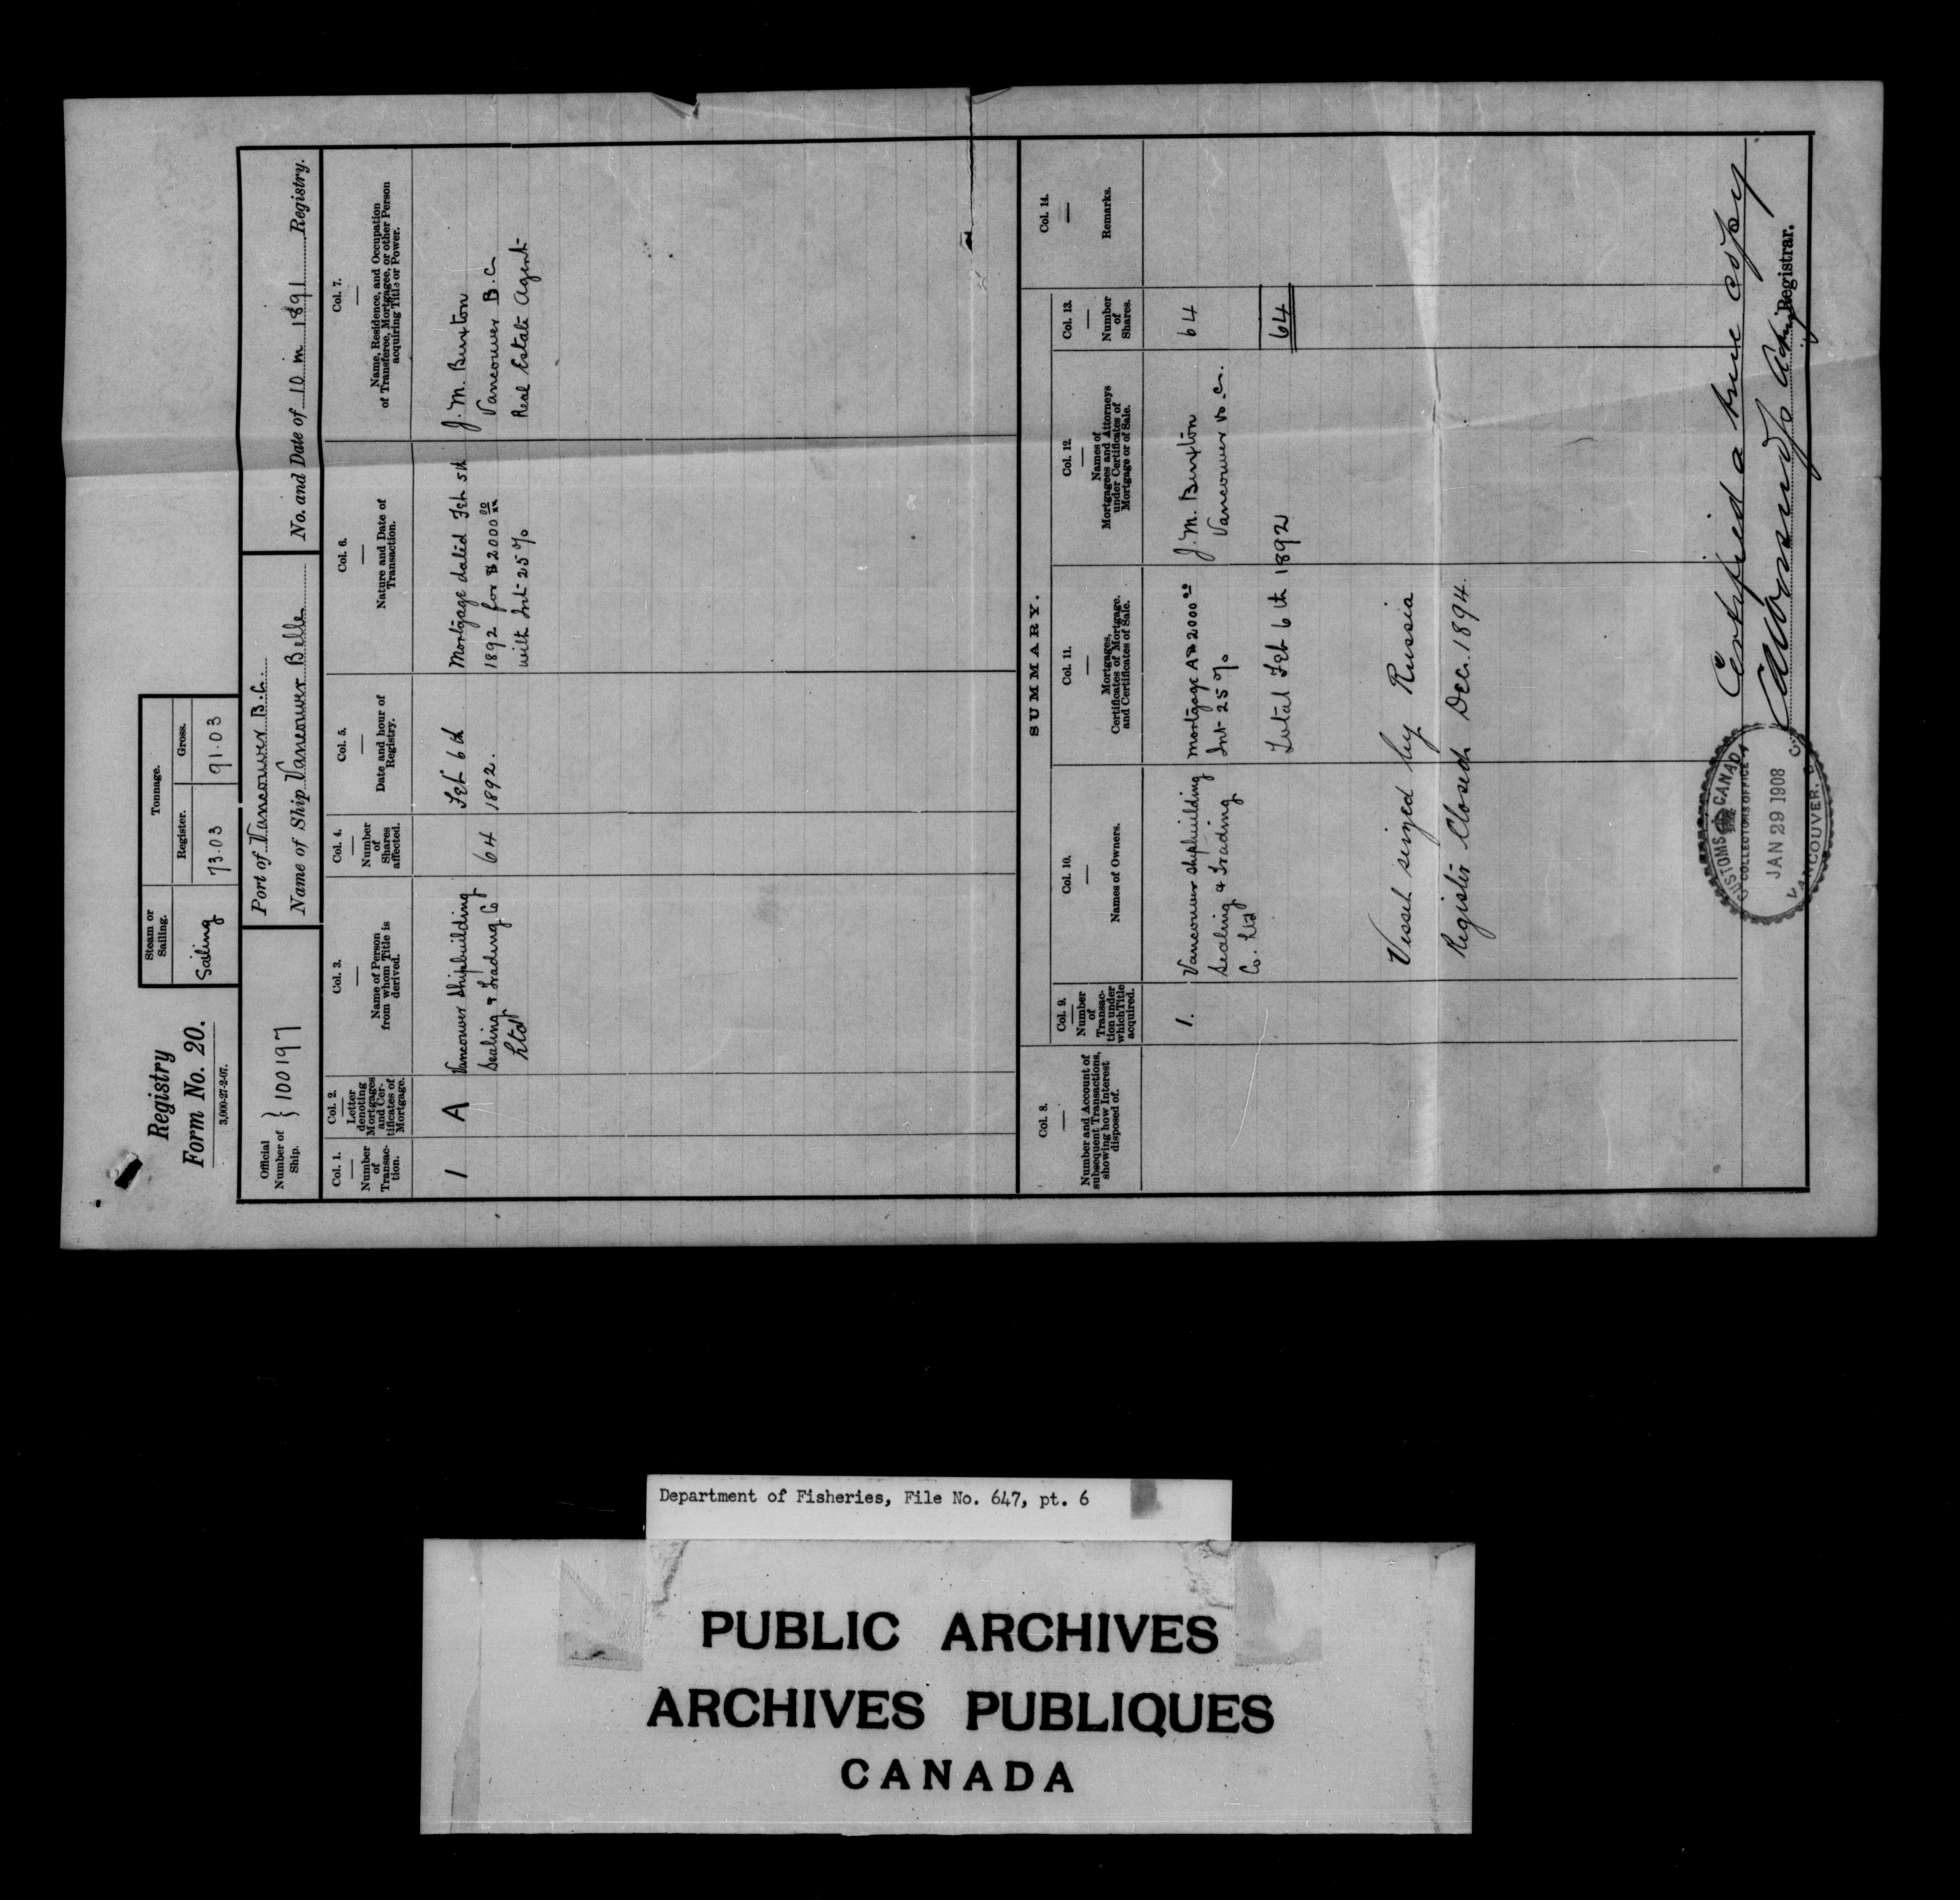 Registry
Form No. 20.
3,000-27-2-07.
Steam or Sailing.
Tonnage.
Register.
Gross.
Sailing
73.03
91.03
Official Number of Ship. } 100197
Port of Vancouver B.C.
Name of Ship Vancouver Belle
No. and Date of 10 in 1891 Registry.
Col. 1.
Number of Transac-tion.
Col. 2.
Letter denoting Mortgages and Cer-tificates of Mortgage.
Col. 3.
Name of Person from whom Title is derived.
Col. 4.
Number of Shares affected.
Col. 5.
Date and hour of Registry.
Col. 6.
Nature and Date of Transaction.
Col. 7.
Name, Residence, and Occupation of Transferee, Mortgagee, or other Person acquiring Title or Power.
1
A
Vancouver Shipbuilding
Sealing & Trading Co
Ltd
64
Feb 6th
1892.
Mortgage dated Feb 5th
1892 for $2000 00/xx
with Int 25%
J. M. Buxton
Vancouver B.C
Real Estate Agent
SUMMARY.
Col. 8.
Number and Account of subsequent Transactions, showing how Interest disposed of.
Col. 9.
Number of Transac-tion under which Title acquired.
Col. 10.
Names of Owners.
Col. 11.
Mortgages, Certificates of Mortgage, and Certificates of Sale.
Col. 12.
Names of Mortgagees and Attorneys under Certificates of Mortgage or of Sale.
Col. 13.
Number of Shares.
Col. 14.
Remarks.
1.
Vancouver Shipbuilding
Sealing & Trading
Co. Ltd
Mortgage A $2000 00
Int 25%
J. M. Buxton
Vancouver B.C.
64
Total Feb 6th 1892
64
Vessel seized by Russia
Register Closed Dec. 1894.
Certified a true copy
Registrar.
CUSTOMS CANADA
COLLECTORS OFFICE
JAN 29 1908
VANCOUVER, B.C.
Department of Fisheries, File No. 647, pt. 6
PUBLIC ARCHIVES
ARCHIVES PUBLIQUES
CANADA